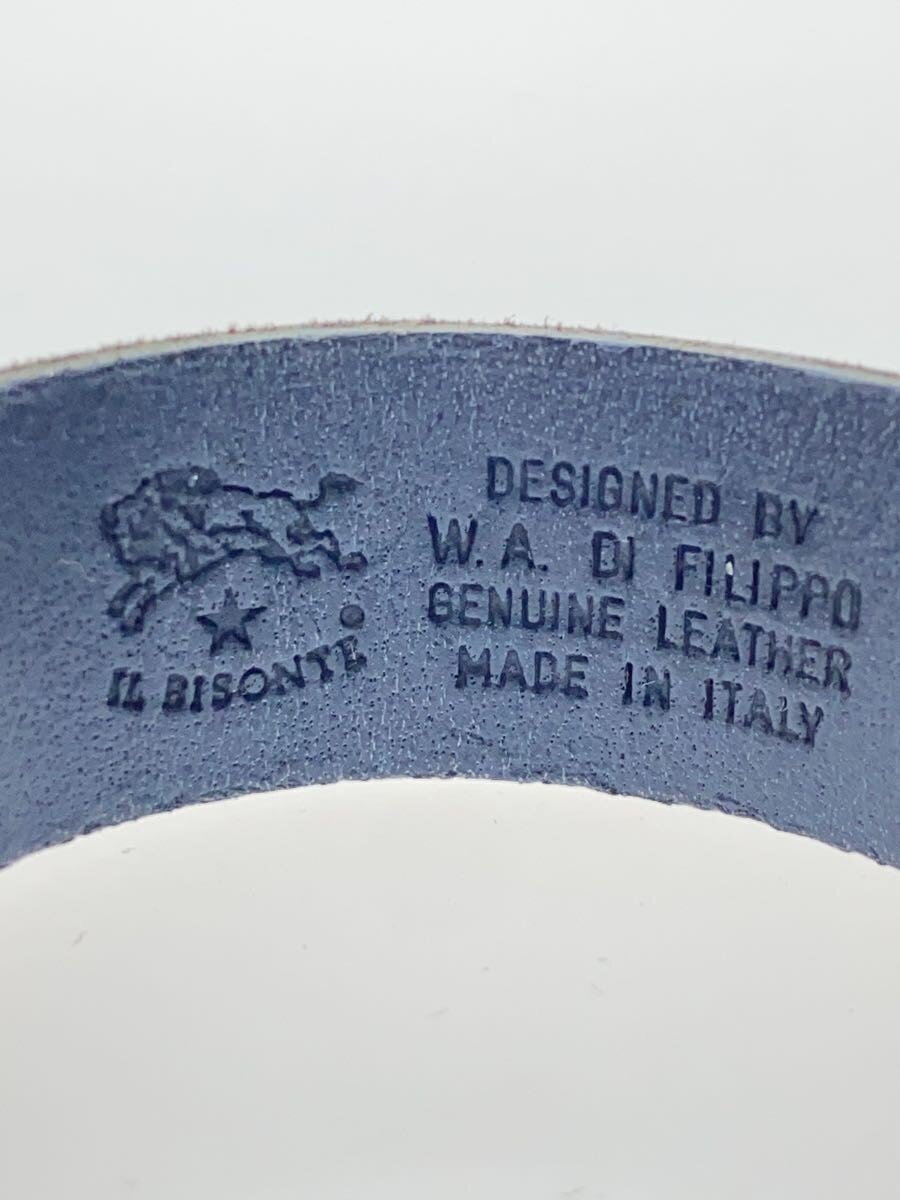 IL BISONTE
DESIGNED BY
W. A. DI FILIPPO
GENUINE LEATHER
MADE IN ITALY